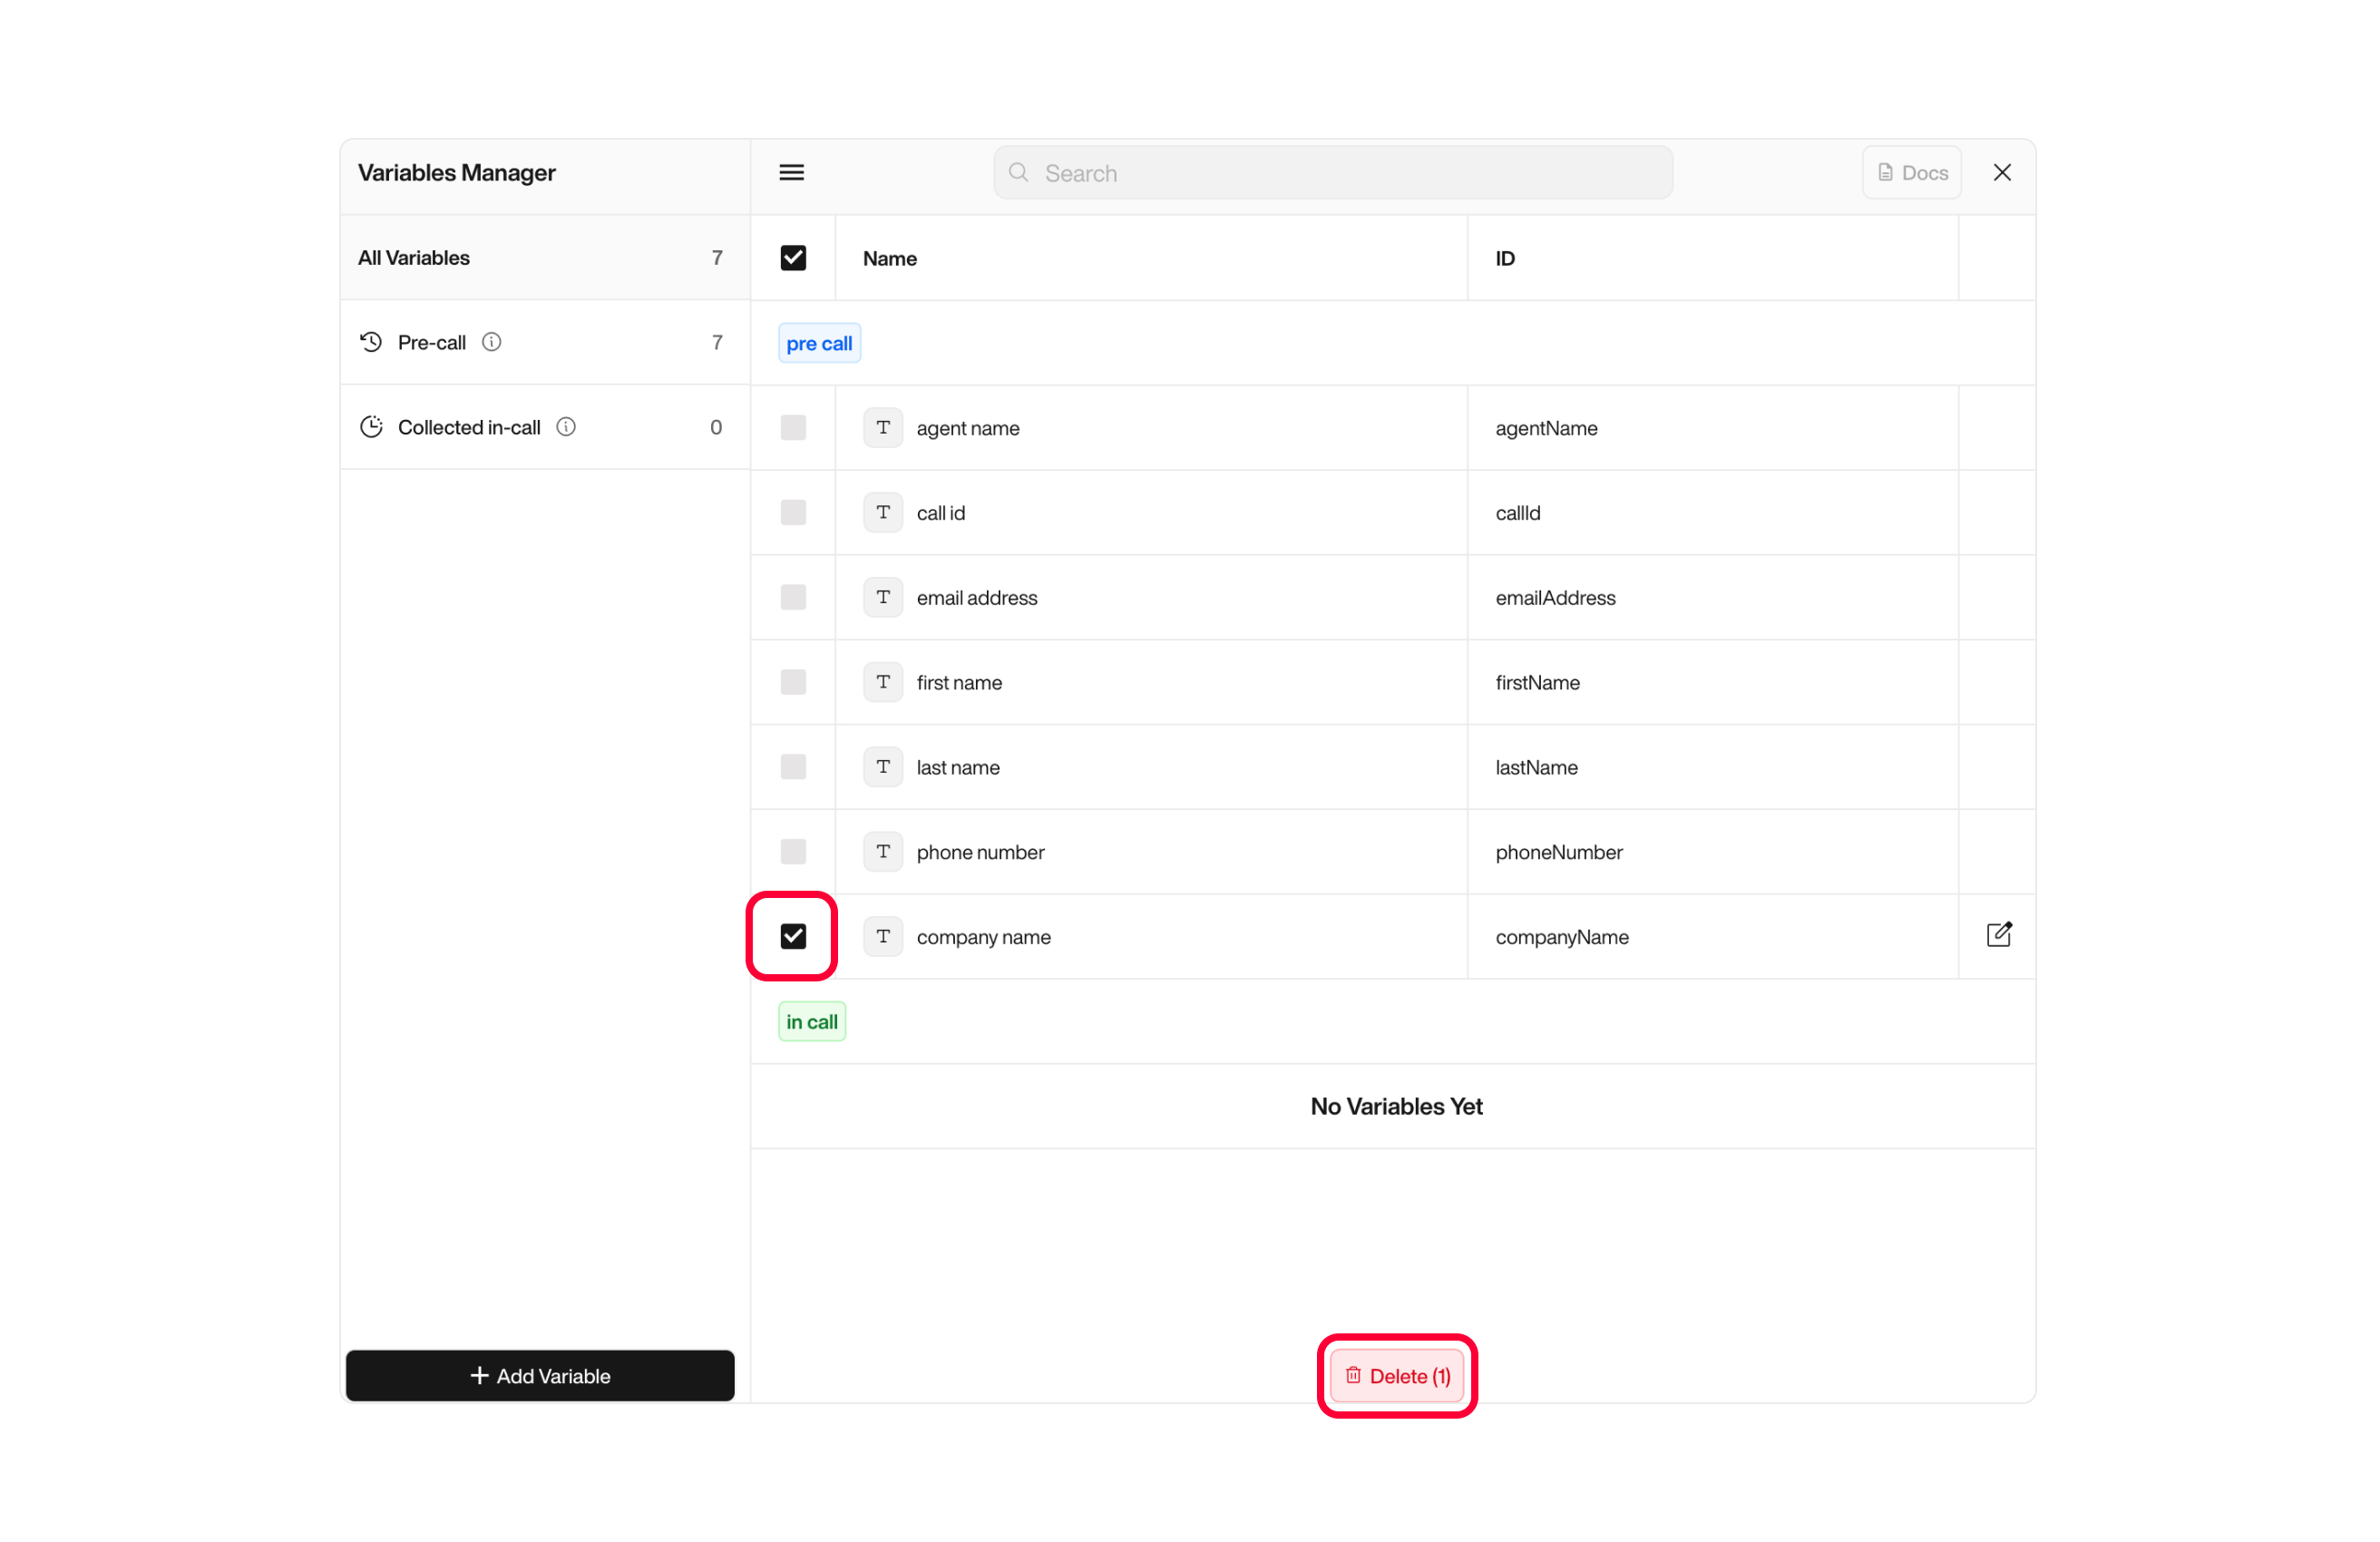 Variables Manager
Search
Docs
All Variables 7
Name ID
Pre-call 7
pre call
Collected in-call 0
T agent name agentName
T call id callId
T email address emailAddress
T first name firstName
T last name lastName
T phone number phoneNumber
T company name companyName
in call
No Variables Yet
+ Add Variable
Delete (1)